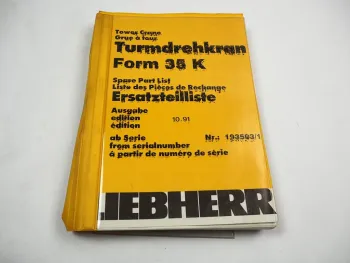 Tower Crane
Grue à tour
Turmdrehkran
Form 35 K
Spare Part List
Liste des Pièces de Rechange
Ersatzteilliste
Ausgabe
edition 10.91
édition
ab Serie Nr.: 193593/1
from serialnumber
à partir de numéro de série
LIEBHERR